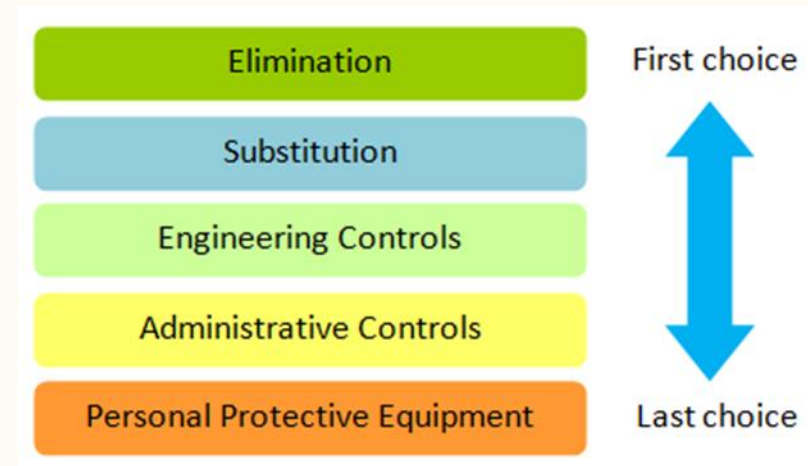 Elimination
First choice
Substitution
Engineering Controls
Administrative Controls
Personal Protective Equipment
Last choice